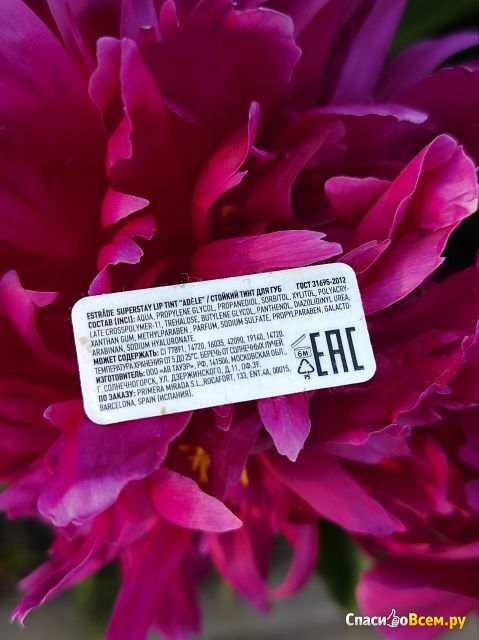 ESTRÂDE SUPERSTAY LIP TINT "ADÈLE" / СТОЙКИЙ ТИНТ ДЛЯ ГУБ ГОСТ 31695-2012
СОСТАВ (INCI): AQUA, PROPYLENE GLYCOL, PROPANEDIOL, SORBITOL, XYLITOL, POLYACRY-
LATE CROSSPOLYMER-11, TREHALOSE, BUTYLENE GLYCOL, PANTHENOL, DIAZOLIDINYL UREA,
XANTHAN GUM, METHYLPARABEN, PARFUM, SODIUM SULFATE, PROPYLPARABEN, GALACTO-
ARABINAN, SODIUM HYALURONATE.
МОЖЕТ СОДЕРЖАТЬ: CI 77891, 14720, 16035, 42090, 19140, 14720.
ТЕМПЕРАТУРА ХРАНЕНИЯ ОТ 5 ДО 25°C. БЕРЕЧЬ ОТ СОЛНЕЧНЫХ ЛУЧЕЙ.
ИЗГОТОВИТЕЛЬ: ООО «АВ ТАУЭР», РФ, 141506, МОСКОВСКАЯ ОБЛ.,
Г. СОЛНЕЧНОГОРСК, УЛ. ДЗЕРЖИНСКОГО, Д.11, ОФ.39.
ПО ЗАКАЗУ: PRIMERA MIRADA S.L., ROCAFORT, 133, ENT. 4A, 08015,
BARCELONA, SPAIN (ИСПАНИЯ).
6M
PS
EAC
СпасибоВсем.ру